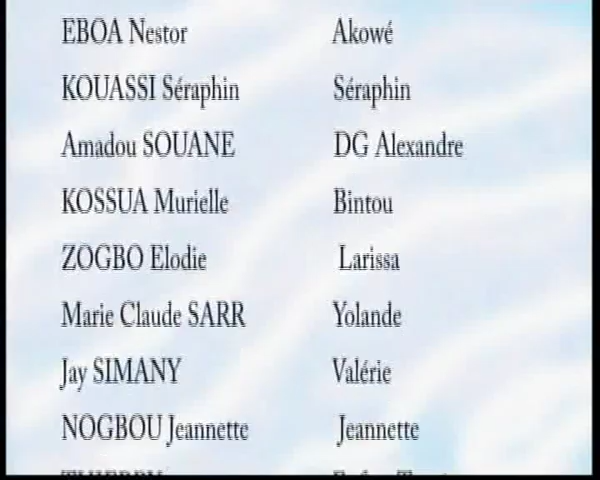 EBOA Nestor Akowé
KOUASSI Séraphin Séraphin
Amadou SOUANE DG Alexandre
KOSSUA Murielle Bintou
ZOGBO Elodie Larissa
Marie Claude SARR Yolande
Jay SIMANY Valérie
NOGBOU Jeannette Jeannette